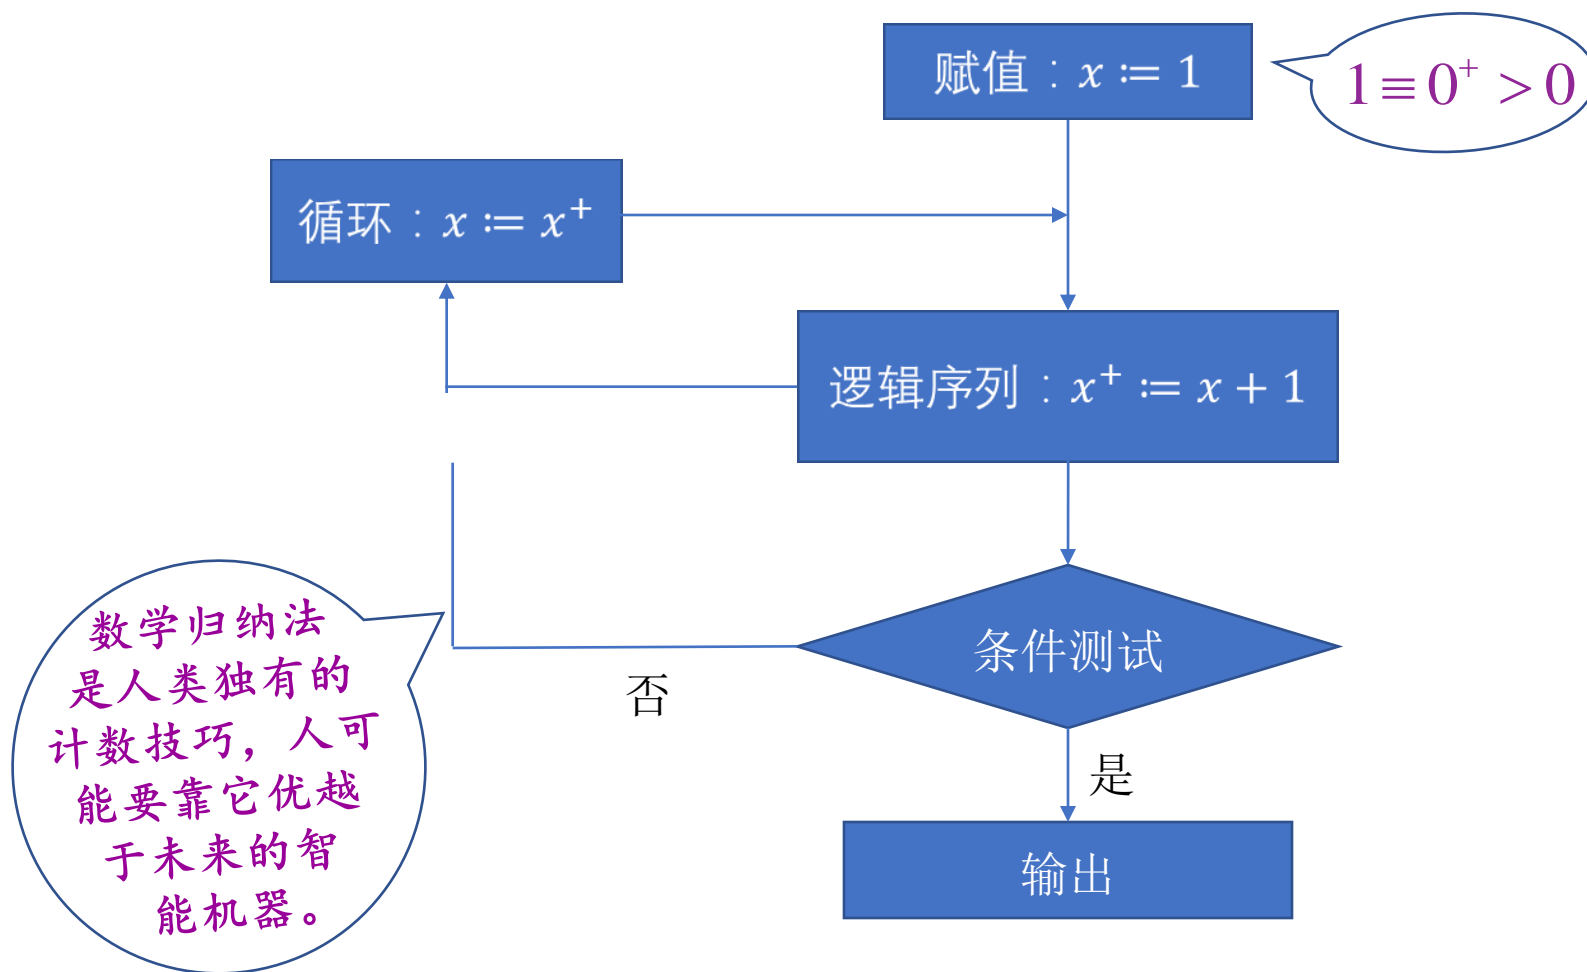 赋值：x ≔ 1
1 ≡ 0⁺ > 0
循环：x ≔ x⁺
逻辑序列：x⁺ ≔ x + 1
条件测试
否
是
输出
数学归纳法
是人类独有的
计数技巧，人可
能要靠它优越
于未来的智
能机器。